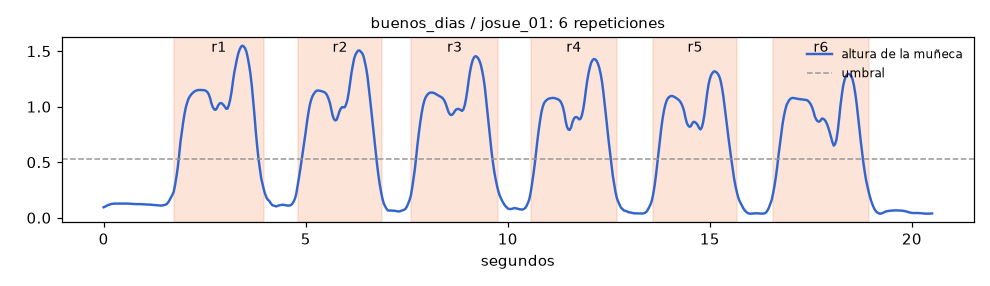 buenos_dias / josue_01: 6 repeticiones
r1 r2 r3 r4 r5 r6
altura de la muñeca
umbral
1.5
1.0
0.5
0.0
0 5 10 15 20
segundos